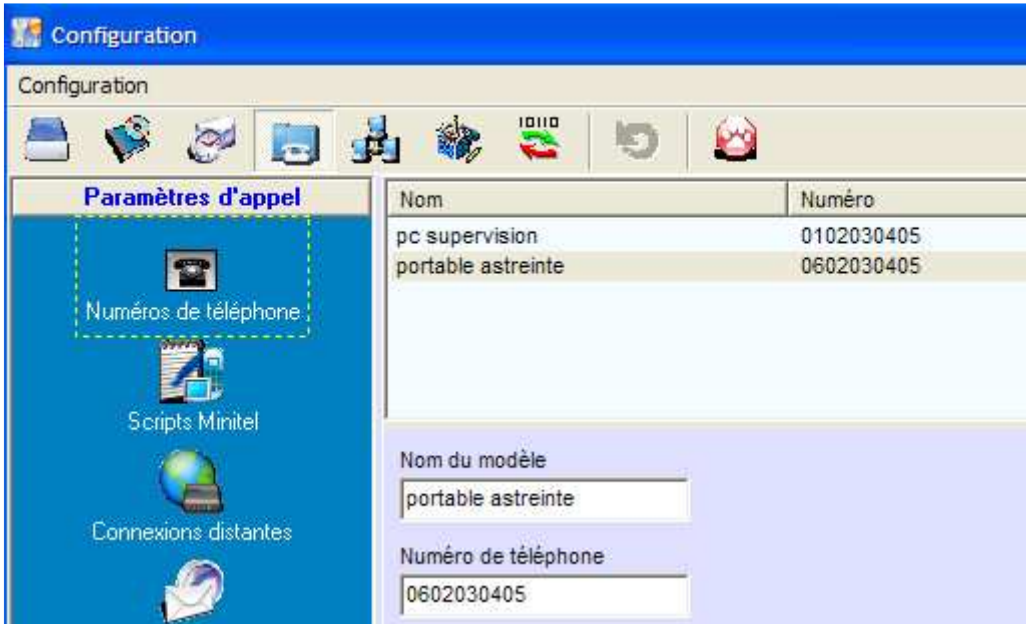 Configuration
Configuration
10110
Paramètres d'appel
Numéros de téléphone
Scripts Minitel
Connexions distantes
Nom Numéro
pc supervision 0102030405
portable astreinte 0602030405
Nom du modèle
portable astreinte
Numéro de téléphone
0602030405